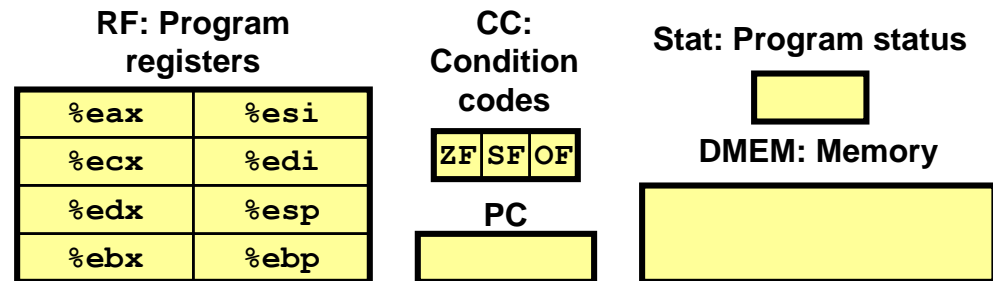 RF: Program
registers
%eax %esi
%ecx %edi
%edx %esp
%ebx %ebp
CC:
Condition
codes
ZF SF OF
PC
Stat: Program status
DMEM: Memory